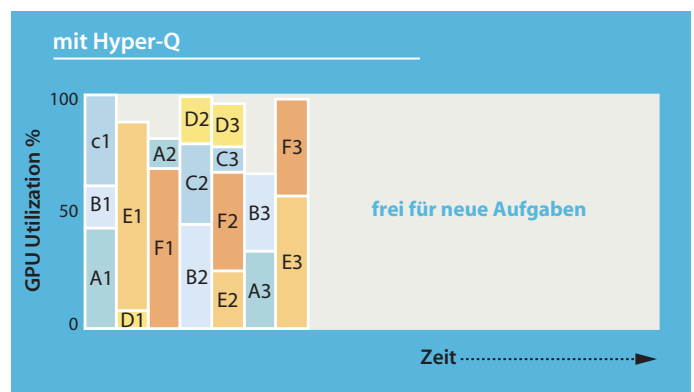 mit Hyper-Q
GPU Utilization %
100
50
0
c1
B1
A1
E1
D1
A2
F1
D2
C2
B2
D3
C3
F2
E2
B3
A3
F3
E3
frei für neue Aufgaben
Zeit